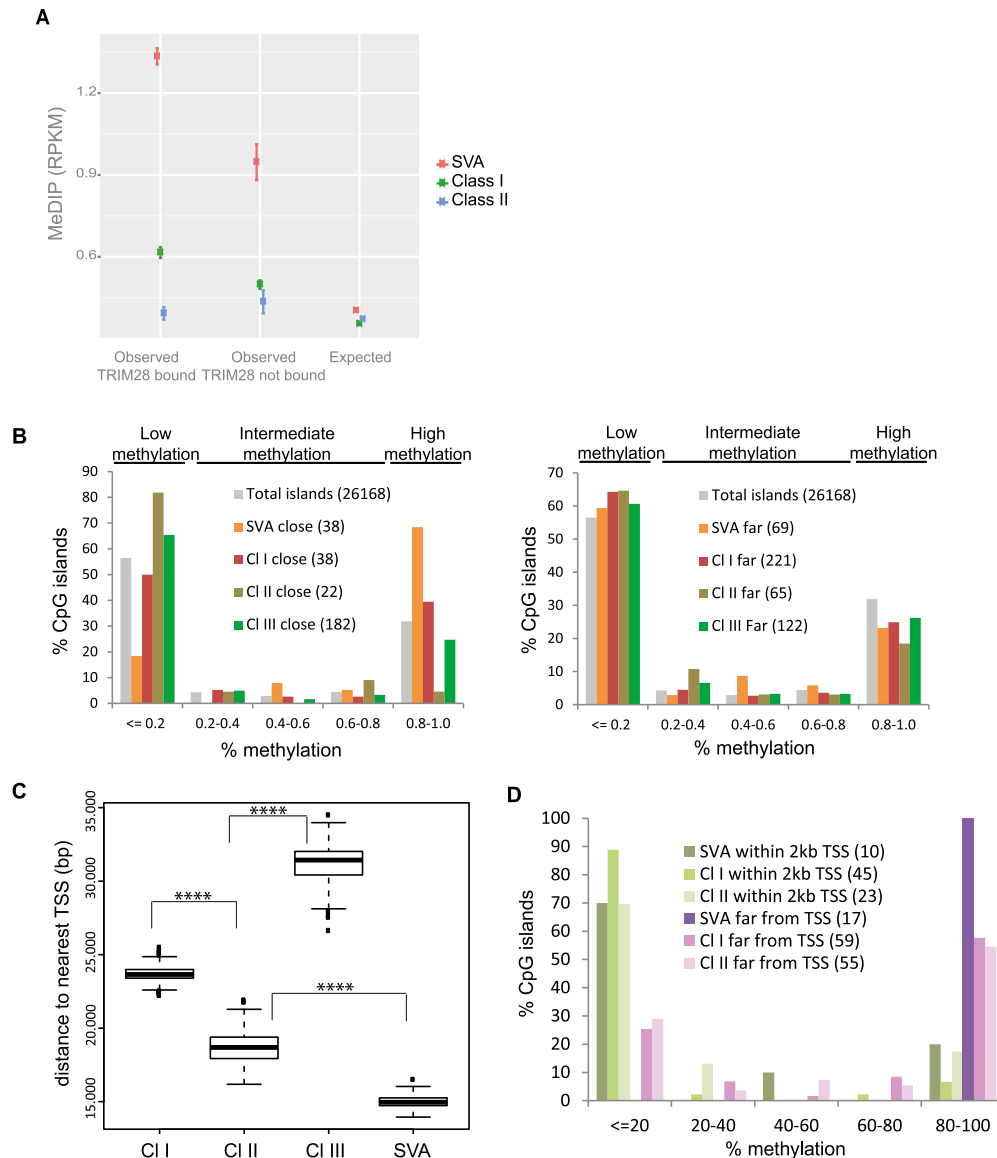 A
MeDIP (RPKM)
1.2
0.9
0.6
SVA
Class I
Class II
Observed
TRIM28 bound
Observed
TRIM28 not bound
Expected
B
Low
methylation
Intermediate
methylation
High
methylation
% CpG islands
90
80
70
60
50
40
30
20
10
0
Total islands (26168)
SVA close (38)
Cl I close (38)
Cl II close (22)
Cl III close (182)
<= 0.2
0.2-0.4
0.4-0.6
0.6-0.8
0.8-1.0
% methylation
Low
methylation
Intermediate
methylation
High
methylation
% CpG islands
70
60
50
40
30
20
10
0
Total islands (26168)
SVA far (69)
Cl I far (221)
Cl II far (65)
Cl III Far (122)
<= 0.2
0.2-0.4
0.4-0.6
0.6-0.8
0.8-1.0
% methylation
C
distance to nearest TSS (bp)
35,000
30,000
25,000
20,000
15,000
****
****
****
Cl I
Cl II
Cl III
SVA
D
% CpG islands
100
90
80
70
60
50
40
30
20
10
0
SVA within 2kb TSS (10)
Cl I within 2kb TSS (45)
Cl II within 2kb TSS (23)
SVA far from TSS (17)
Cl I far from TSS (59)
Cl II far from TSS (55)
<=20
20-40
40-60
60-80
80-100
% methylation